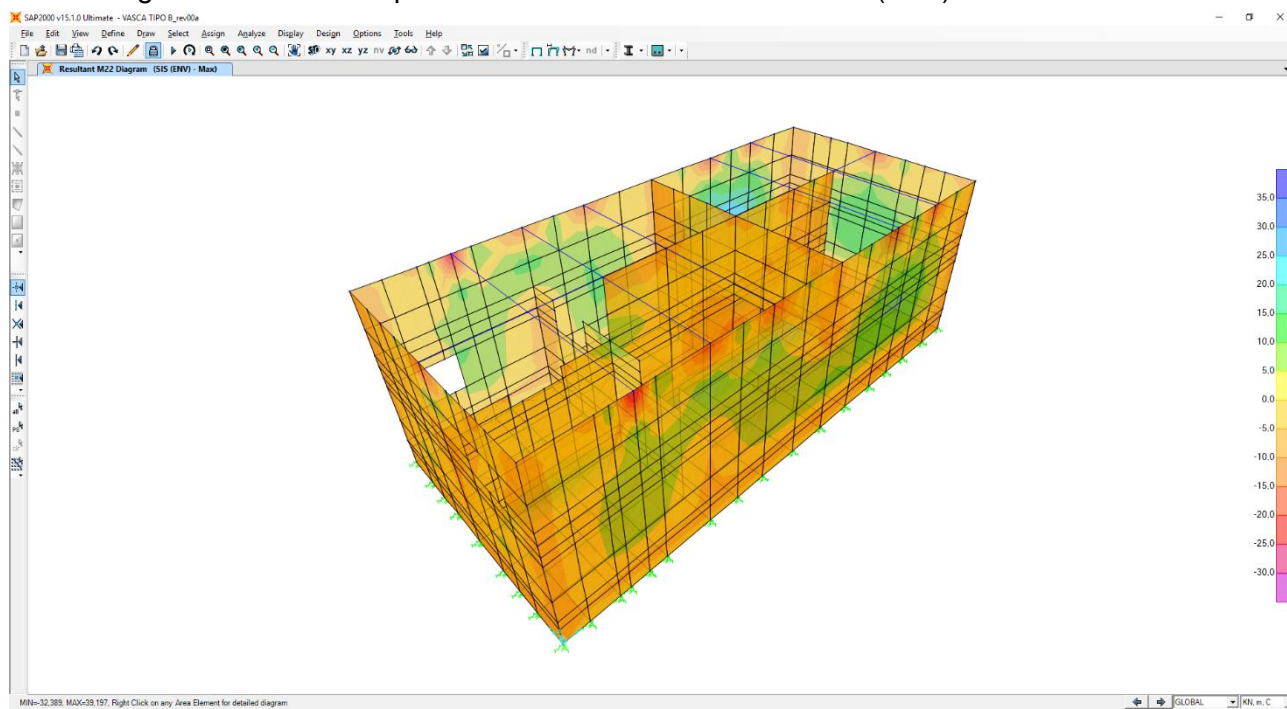 SAP2000 v15.1.0 Ultimate - VASCA TIPO B_rev00a
File Edit View Define Draw Select Assign Analyze Display Design Options Tools Help
xy xz yz nv nd
Resultant M22 Diagram (SIS (ENV) - Max)
35.0
30.0
25.0
20.0
15.0
10.0
5.0
0.0
-5.0
-10.0
-15.0
-20.0
-25.0
-30.0
MIN=-32,389, MAX=39,197, Right Click on any Area Element for detailed diagram
GLOBAL
KN, m, C